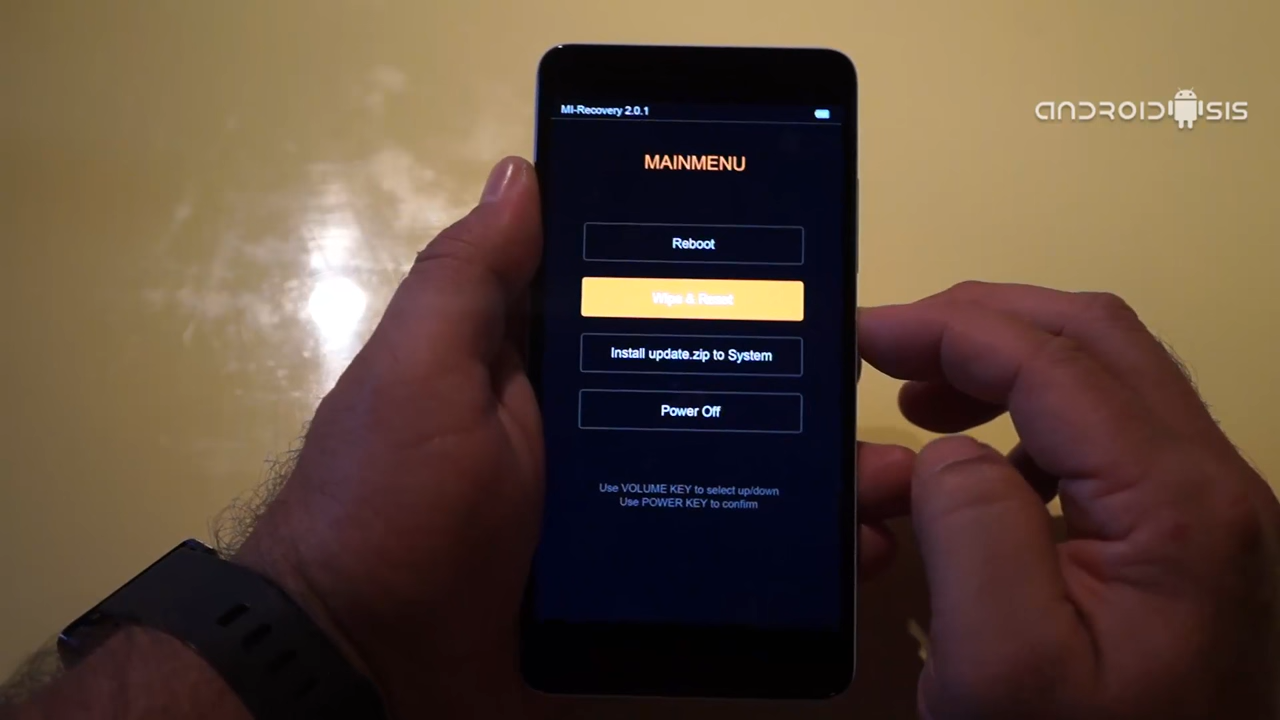 ANDROIDSIS
MI-Recovery 2.0.1
MAINMENU
Reboot
Wipe & Reset
Install update.zip to System
Power Off
Use VOLUME KEY to select up/down
Use POWER KEY to confirm